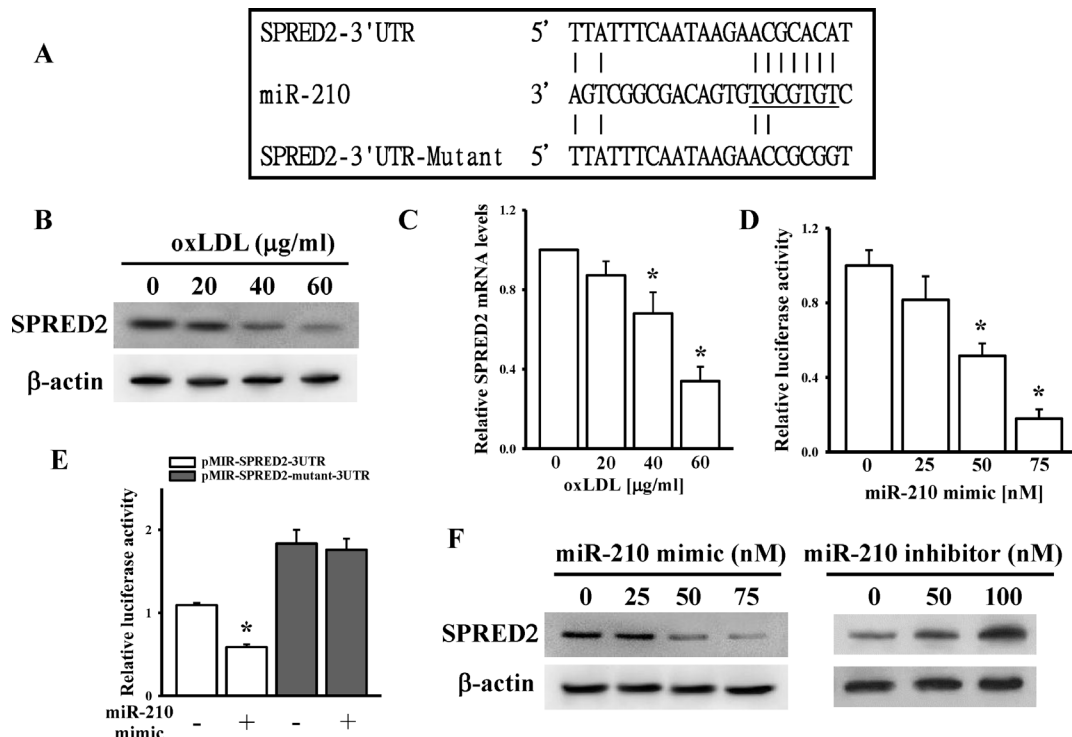 A
SPRED2-3'UTR 5' TTATTTCAATAAGAACGCACAT
miR-210 3' AGTCGGCGACAGTGTGCGTGTC
SPRED2-3'UTR-Mutant 5' TTATTTCAATAAGAACCGCGGT
B
oxLDL (μg/ml)
0 20 40 60
SPRED2
β-actin
C
Relative SPRED2 mRNA levels
1.2
0.8
0.4
0.0
* *
0 20 40 60
oxLDL [μg/ml]
D
Relative luciferase activity
1.2
0.8
0.4
0.0
* *
0 25 50 75
miR-210 mimic [nM]
E
pMIR-SPRED2-3UTR
pMIR-SPRED2-mutant-3UTR
Relative luciferase activity
2
1
0
*
miR-210 mimic - + - +
F
miR-210 mimic (nM)
0 25 50 75
SPRED2
β-actin
miR-210 inhibitor (nM)
0 50 100